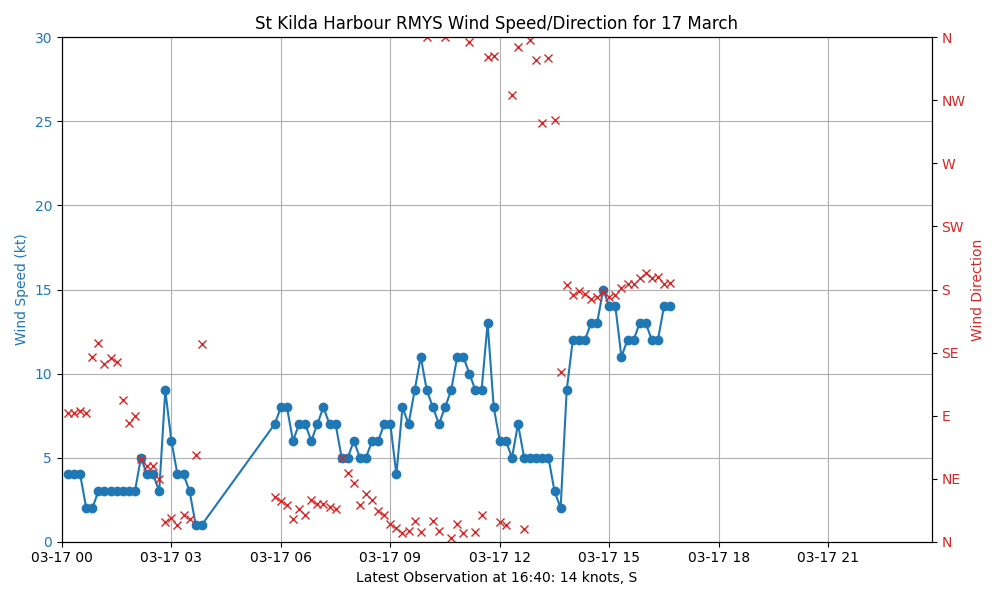 St Kilda Harbour RMYS Wind Speed/Direction for 17 March
Wind Speed (kt)
30
25
20
15
10
5
0
N
NW
W
SW
S
SE
E
NE
N
Wind Direction
03-17 00
03-17 03
03-17 06
03-17 09
03-17 12
03-17 15
03-17 18
03-17 21
Latest Observation at 16:40: 14 knots, S